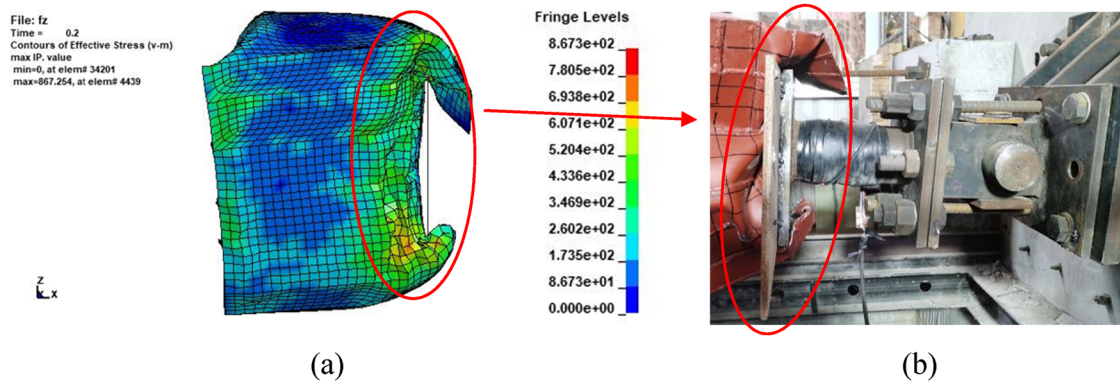 File: fz
Time =     0.2
Contours of Effective Stress (v-m)
max IP. value
min=0, at elem# 34201
max=867.254, at elem# 4439
Fringe Levels
8.673e+02
7.805e+02
6.938e+02
6.071e+02
5.204e+02
4.336e+02
3.469e+02
2.602e+02
1.735e+02
8.673e+01
0.000e+00
Z
X
(a)
(b)